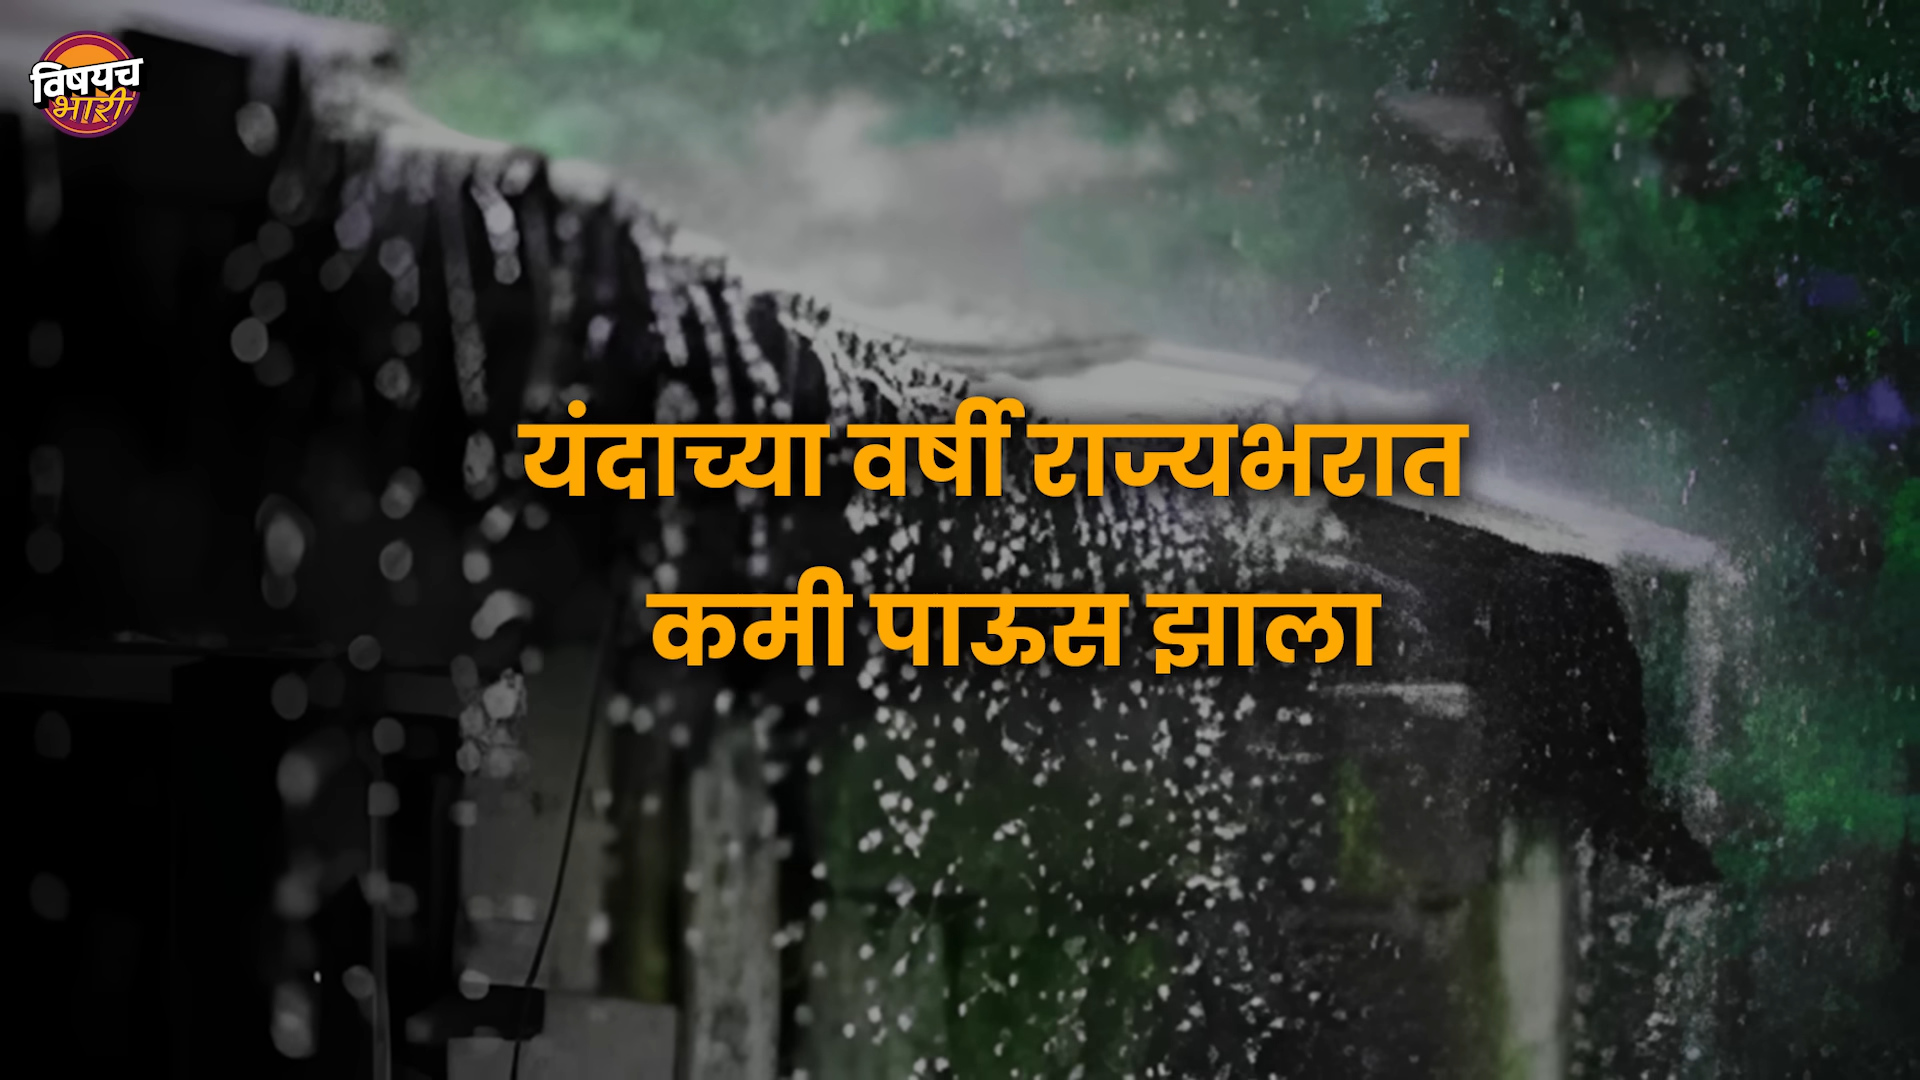 विषयच
भारी
यंदाच्या वर्षी राज्यभरात
कमी पाऊस झाला